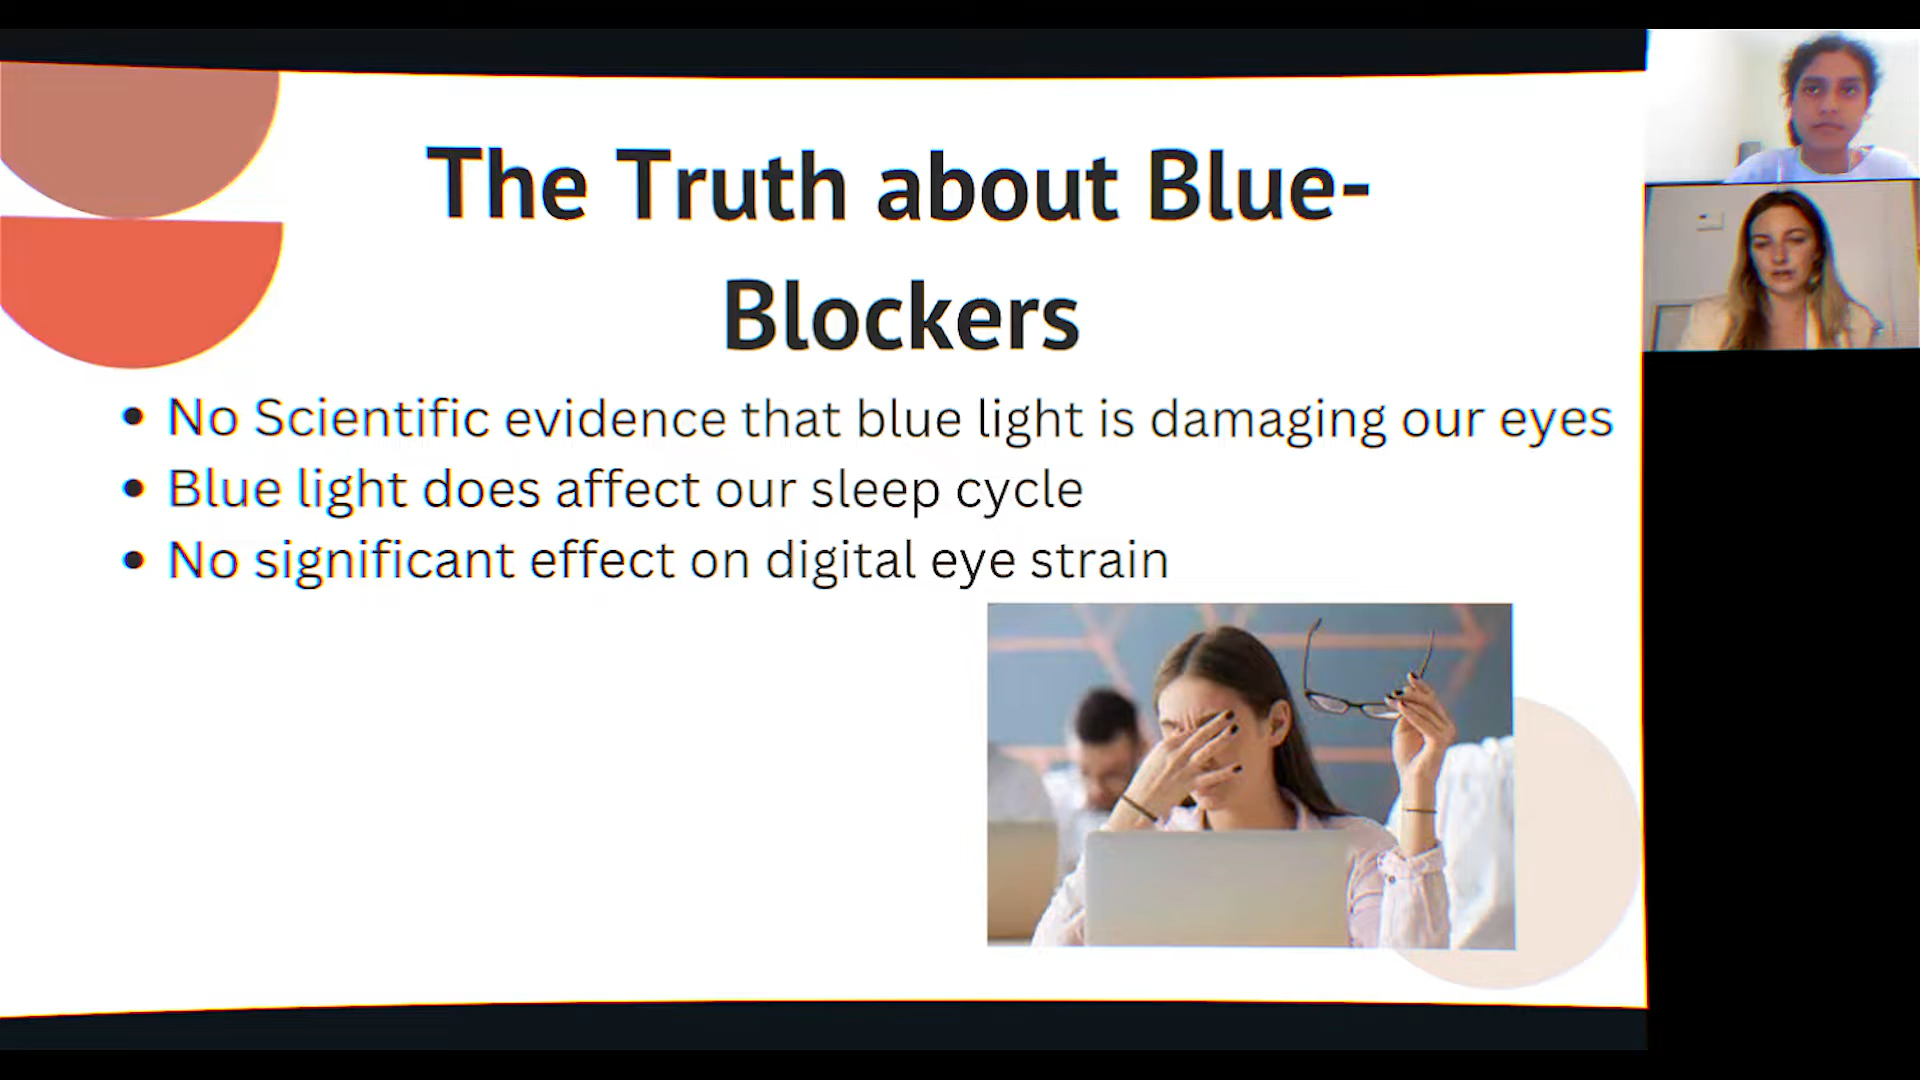 The Truth about Blue-
Blockers
• No Scientific evidence that blue light is damaging our eyes
• Blue light does affect our sleep cycle
• No significant effect on digital eye strain